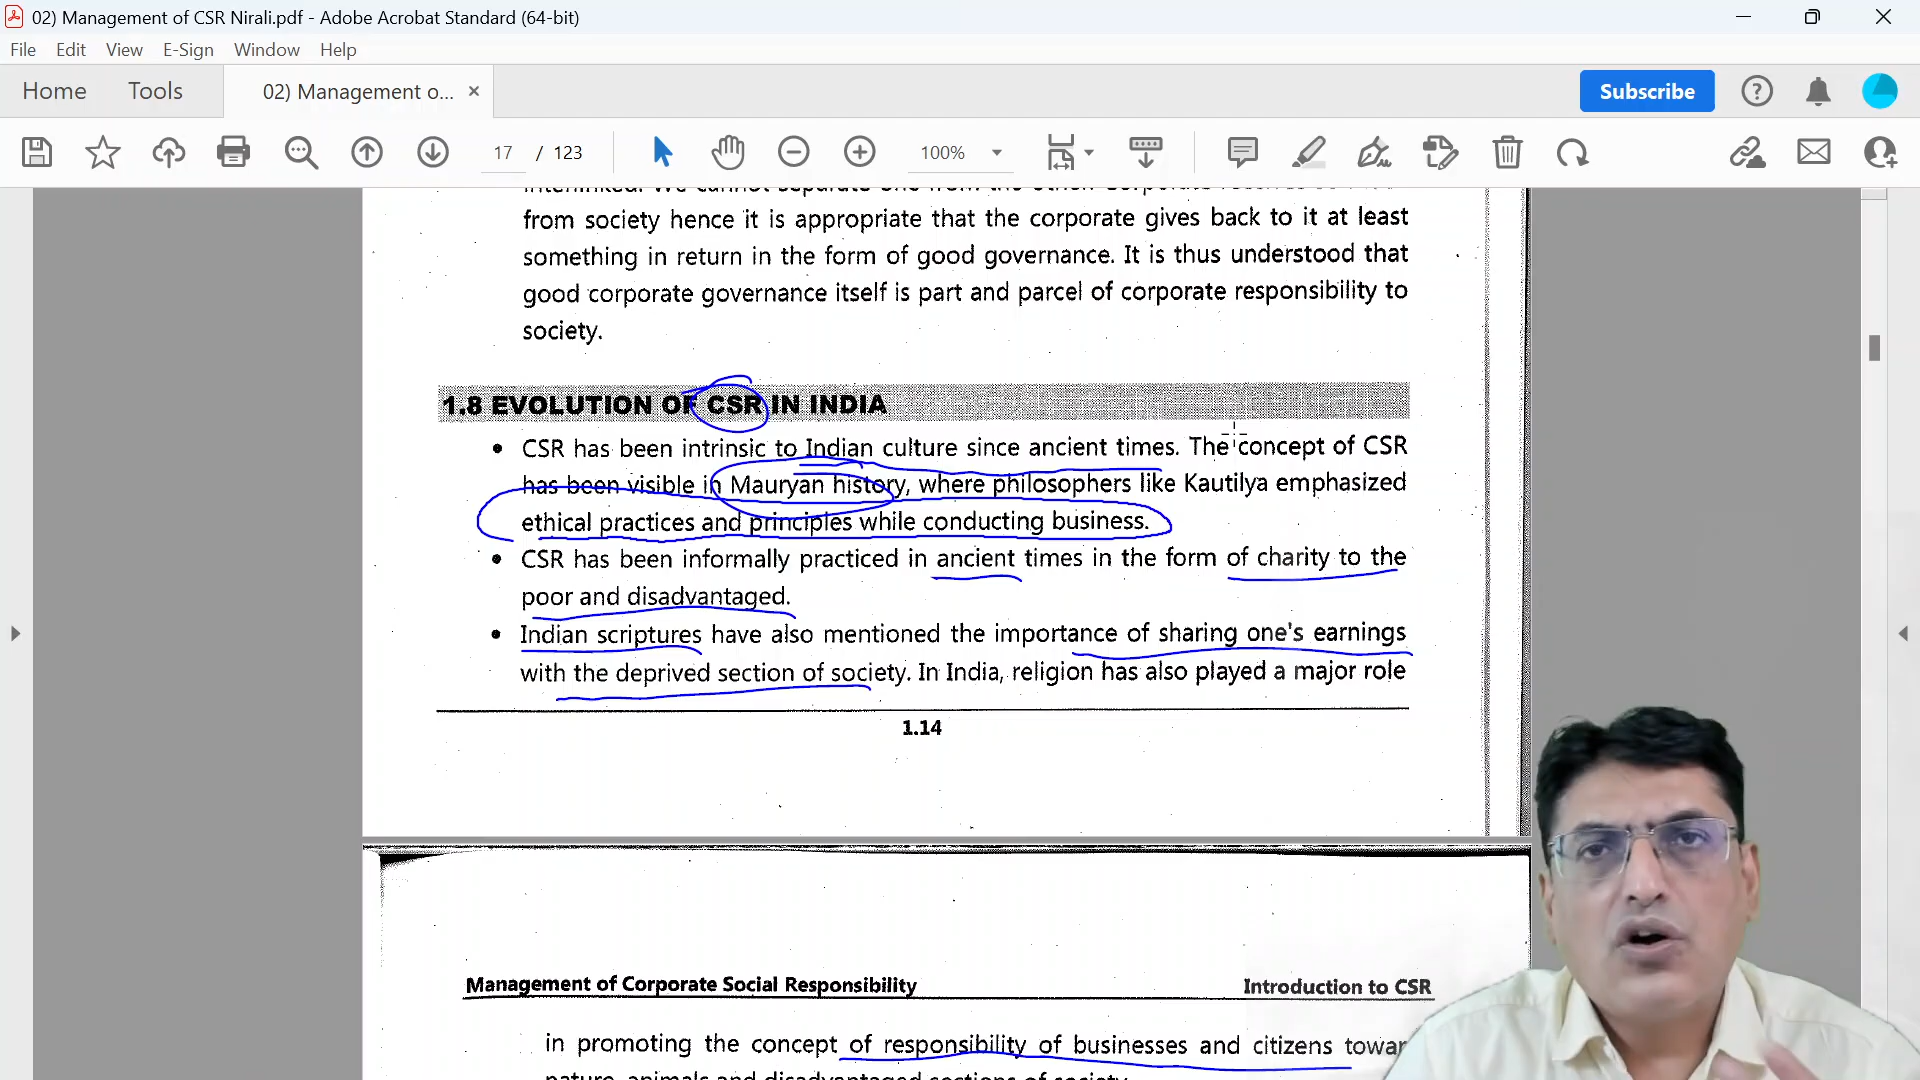 02) Management of CSR Nirali.pdf - Adobe Acrobat Standard (64-bit)
File Edit View E-Sign Window Help
Home Tools 02) Management o... × Subscribe
17 / 123 100%
from society hence it is appropriate that the corporate gives back to it at least
something in return in the form of good governance. It is thus understood that
good corporate governance itself is part and parcel of corporate responsibility to
society.
1.8 EVOLUTION OF CSR IN INDIA
• CSR has been intrinsic to Indian culture since ancient times. The concept of CSR
has been visible in Mauryan history, where philosophers like Kautilya emphasized
ethical practices and principles while conducting business.
• CSR has been informally practiced in ancient times in the form of charity to the
poor and disadvantaged.
• Indian scriptures have also mentioned the importance of sharing one's earnings
with the deprived section of society. In India, religion has also played a major role
1.14
Management of Corporate Social Responsibility Introduction to CSR
in promoting the concept of responsibility of businesses and citizens
nature, animals and disadvantaged sections of society.